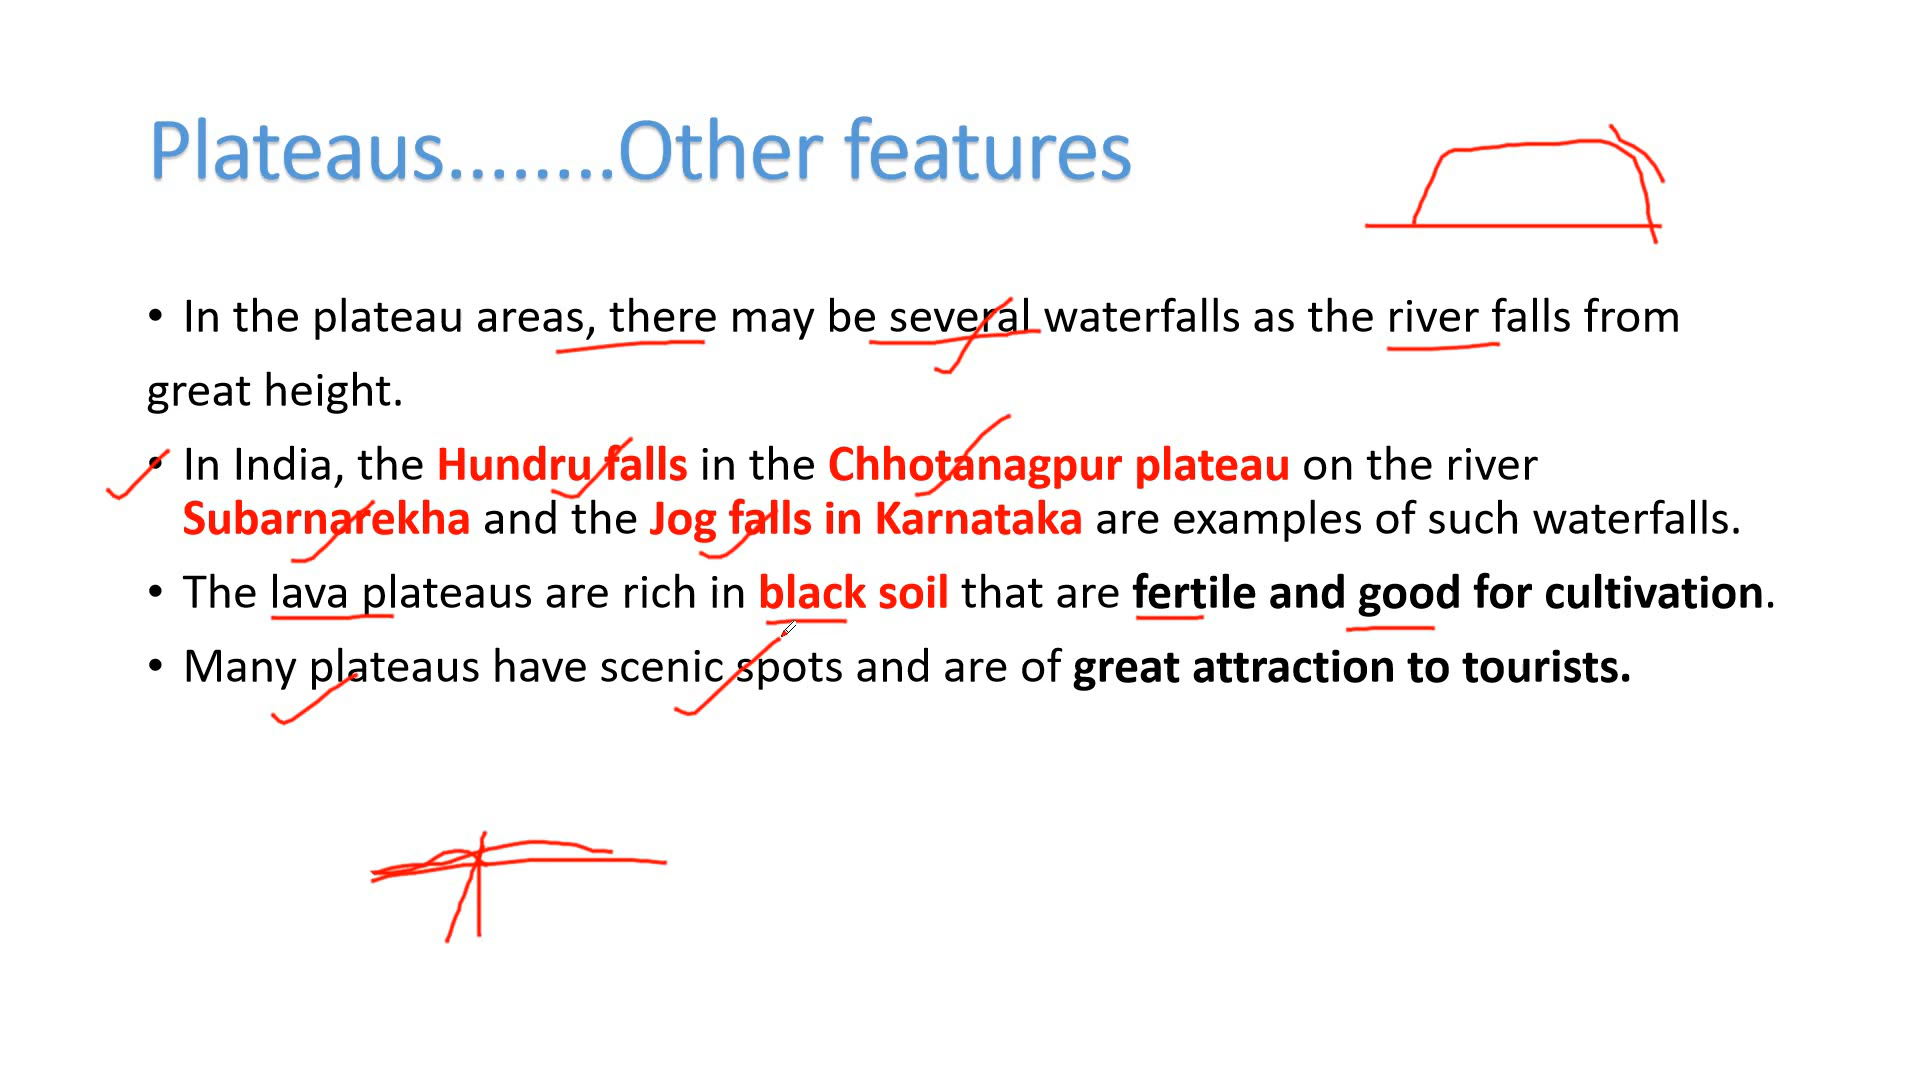 Plateaus........Other features
• In the plateau areas, there may be several waterfalls as the river falls from
great height.
• In India, the Hundru falls in the Chhotanagpur plateau on the river
Subarnarekha and the Jog falls in Karnataka are examples of such waterfalls.
• The lava plateaus are rich in black soil that are fertile and good for cultivation.
• Many plateaus have scenic spots and are of great attraction to tourists.